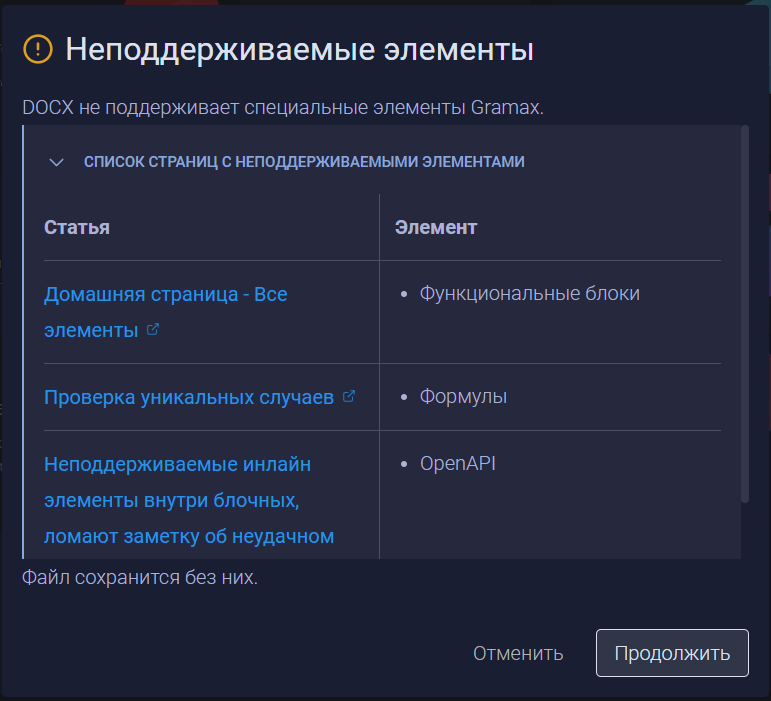 Неподдерживаемые элементы
DOCX не поддерживает специальные элементы Gramax.
СПИСОК СТРАНИЦ С НЕПОДДЕРЖИВАЕМЫМИ ЭЛЕМЕНТАМИ
Статья Элемент
Домашняя страница - Все • Функциональные блоки
элементы
Проверка уникальных случаев • Формулы
Неподдерживаемые инлайн • OpenAPI
элементы внутри блочных,
ломают заметку об неудачном
Файл сохранится без них.
Отменить Продолжить